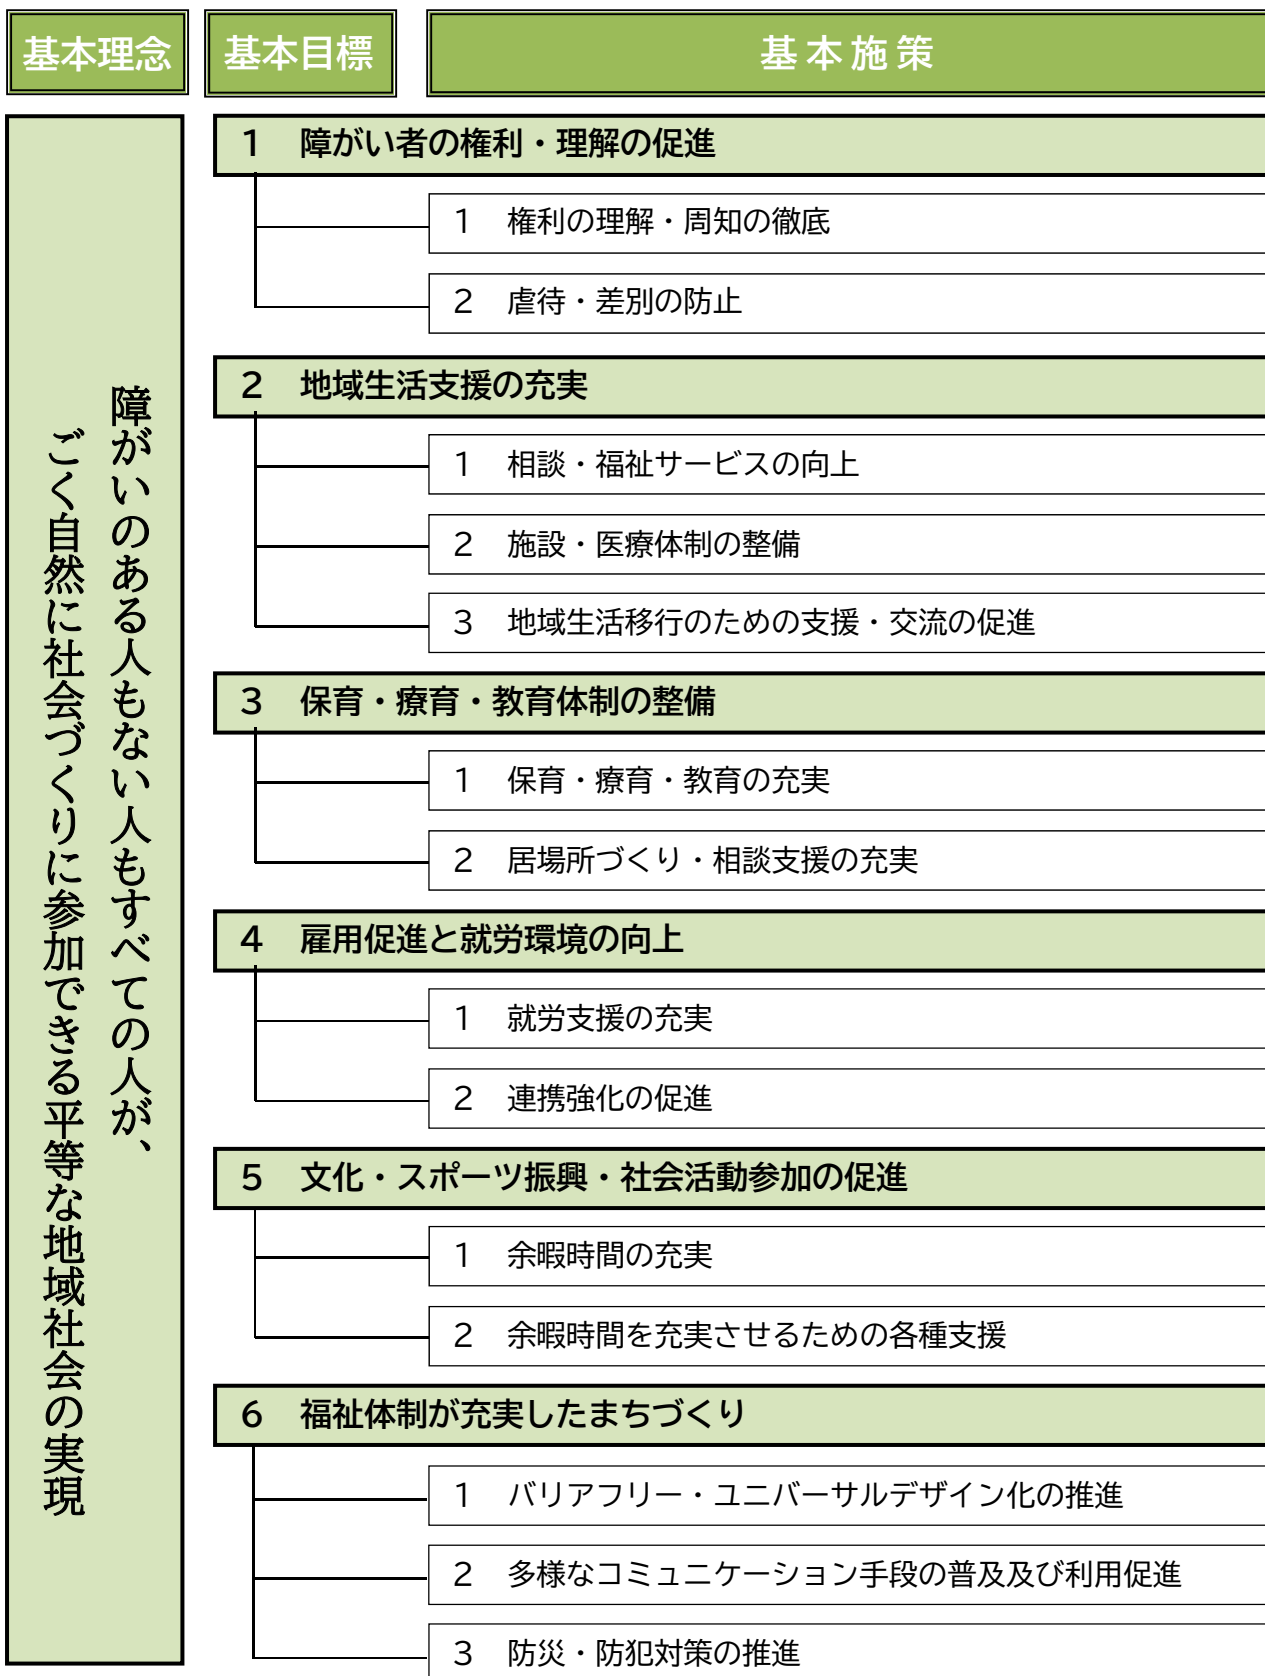 基本理念
基本目標
基本施策
障がいのある人もない人もすべての人が、
ごく自然に社会づくりに参加できる平等な地域社会の実現
1 障がい者の権利・理解の促進
1 権利の理解・周知の徹底
2 虐待・差別の防止
2 地域生活支援の充実
1 相談・福祉サービスの向上
2 施設・医療体制の整備
3 地域生活移行のための支援・交流の促進
3 保育・療育・教育体制の整備
1 保育・療育・教育の充実
2 居場所づくり・相談支援の充実
4 雇用促進と就労環境の向上
1 就労支援の充実
2 連携強化の促進
5 文化・スポーツ振興・社会活動参加の促進
1 余暇時間の充実
2 余暇時間を充実させるための各種支援
6 福祉体制が充実したまちづくり
1 バリアフリー・ユニバーサルデザイン化の推進
2 多様なコミュニケーション手段の普及及び利用促進
3 防災・防犯対策の推進